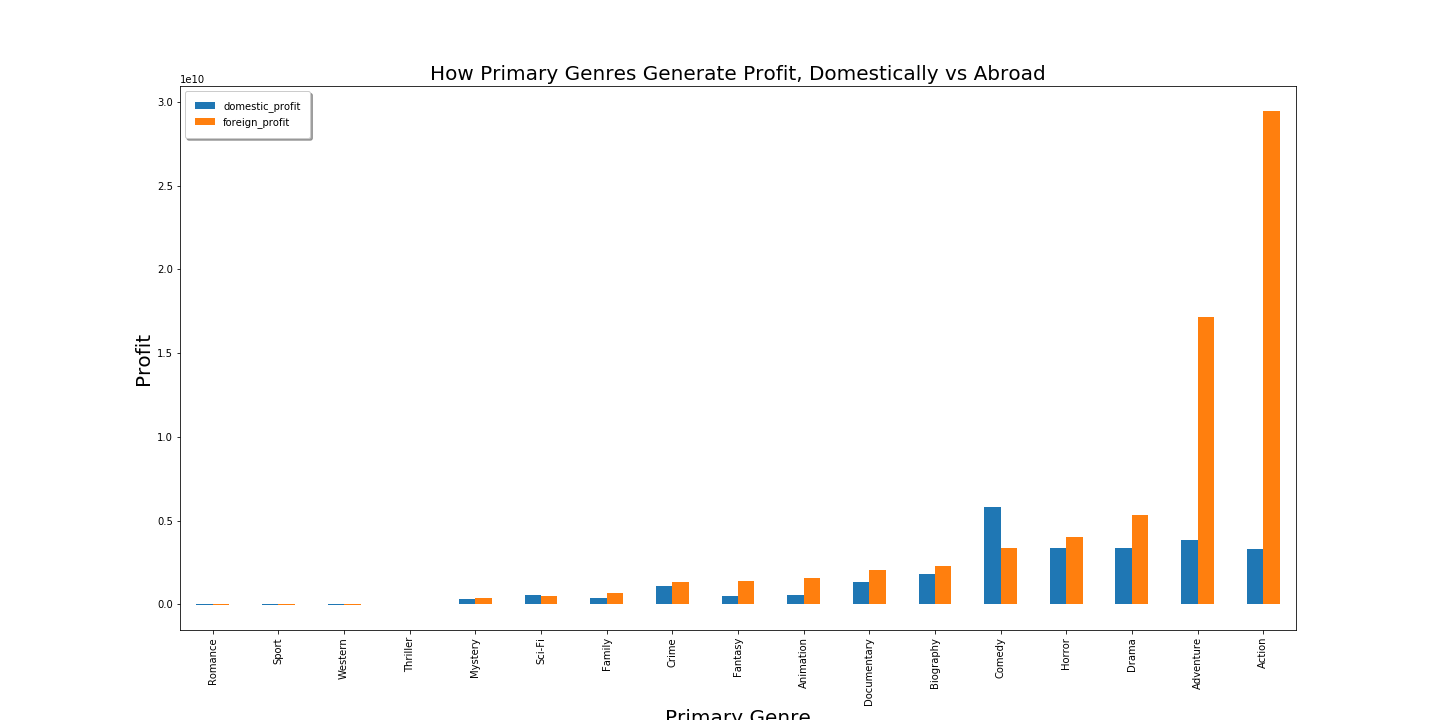 How Primary Genres Generate Profit, Domestically vs Abroad
1e10
domestic_profit
foreign_profit
3.0
2.5
2.0
1.5
1.0
0.5
0.0
Profit
Romance
Sport
Western
Thriller
Mystery
Sci-Fi
Family
Crime
Fantasy
Animation
Documentary
Biography
Comedy
Horror
Drama
Adventure
Action
Primary Genre